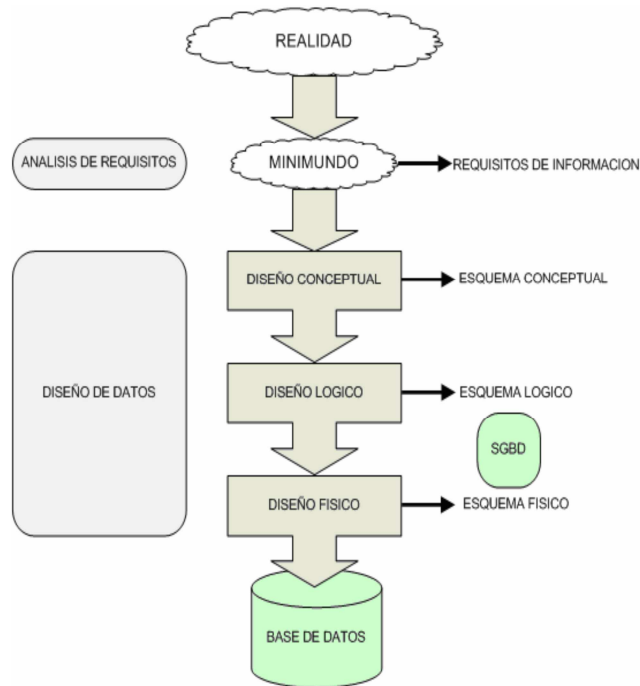 REALIDAD
ANALISIS DE REQUISITOS
MINIMUNDO
REQUISITOS DE INFORMACION
DISEÑO CONCEPTUAL
ESQUEMA CONCEPTUAL
DISEÑO DE DATOS
DISEÑO LOGICO
ESQUEMA LOGICO
SGBD
DISEÑO FISICO
ESQUEMA FISICO
BASE DE DATOS